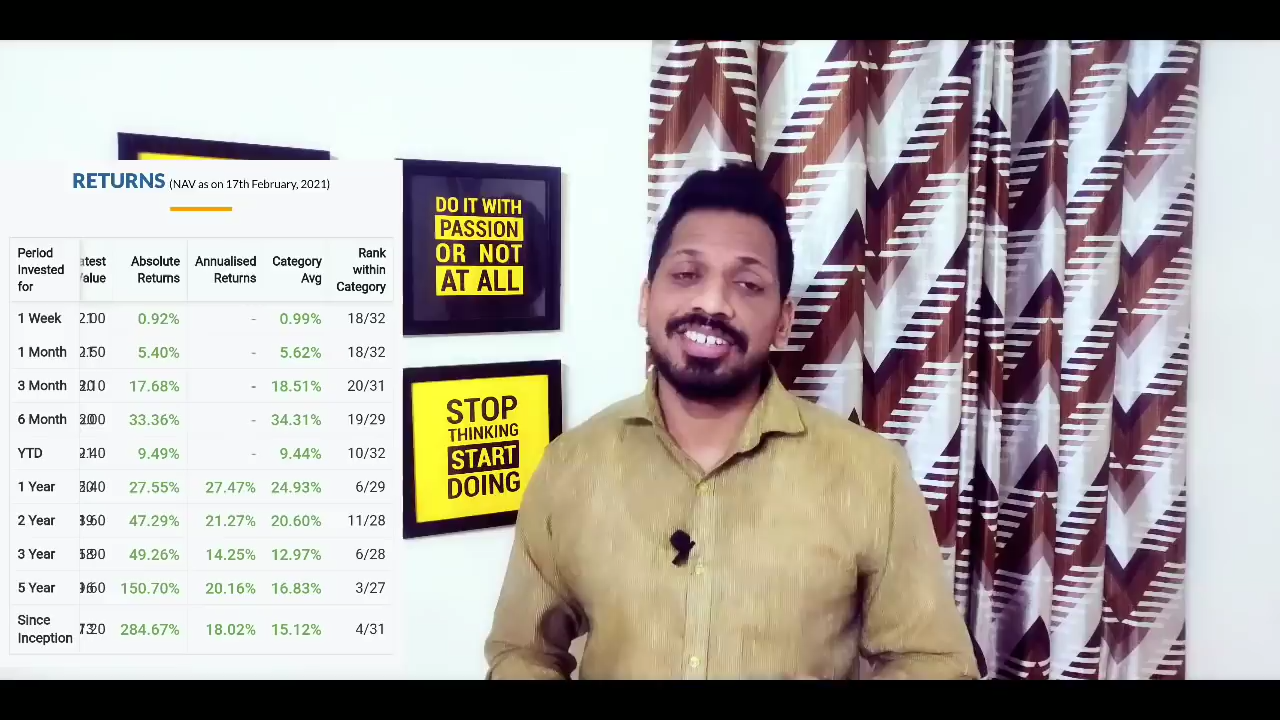 RETURNS (NAV as on 17th February, 2021)
Period Invested for Absolute Returns Annualised Returns Category Avg Rank within Category
1 Week 0.92% - 0.99% 18/32
1 Month 5.40% - 5.62% 18/32
3 Month 17.68% - 18.51% 20/31
6 Month 33.36% - 34.31% 19/29
YTD 9.49% - 9.44% 10/32
1 Year 27.55% 27.47% 24.93% 6/29
2 Year 47.29% 21.27% 20.60% 11/28
3 Year 49.26% 14.25% 12.97% 6/28
5 Year 150.70% 20.16% 16.83% 3/27
Since Inception 284.67% 18.02% 15.12% 4/31
DO IT WITH
PASSION
OR NOT
AT ALL
STOP
THINKING
START
DOING